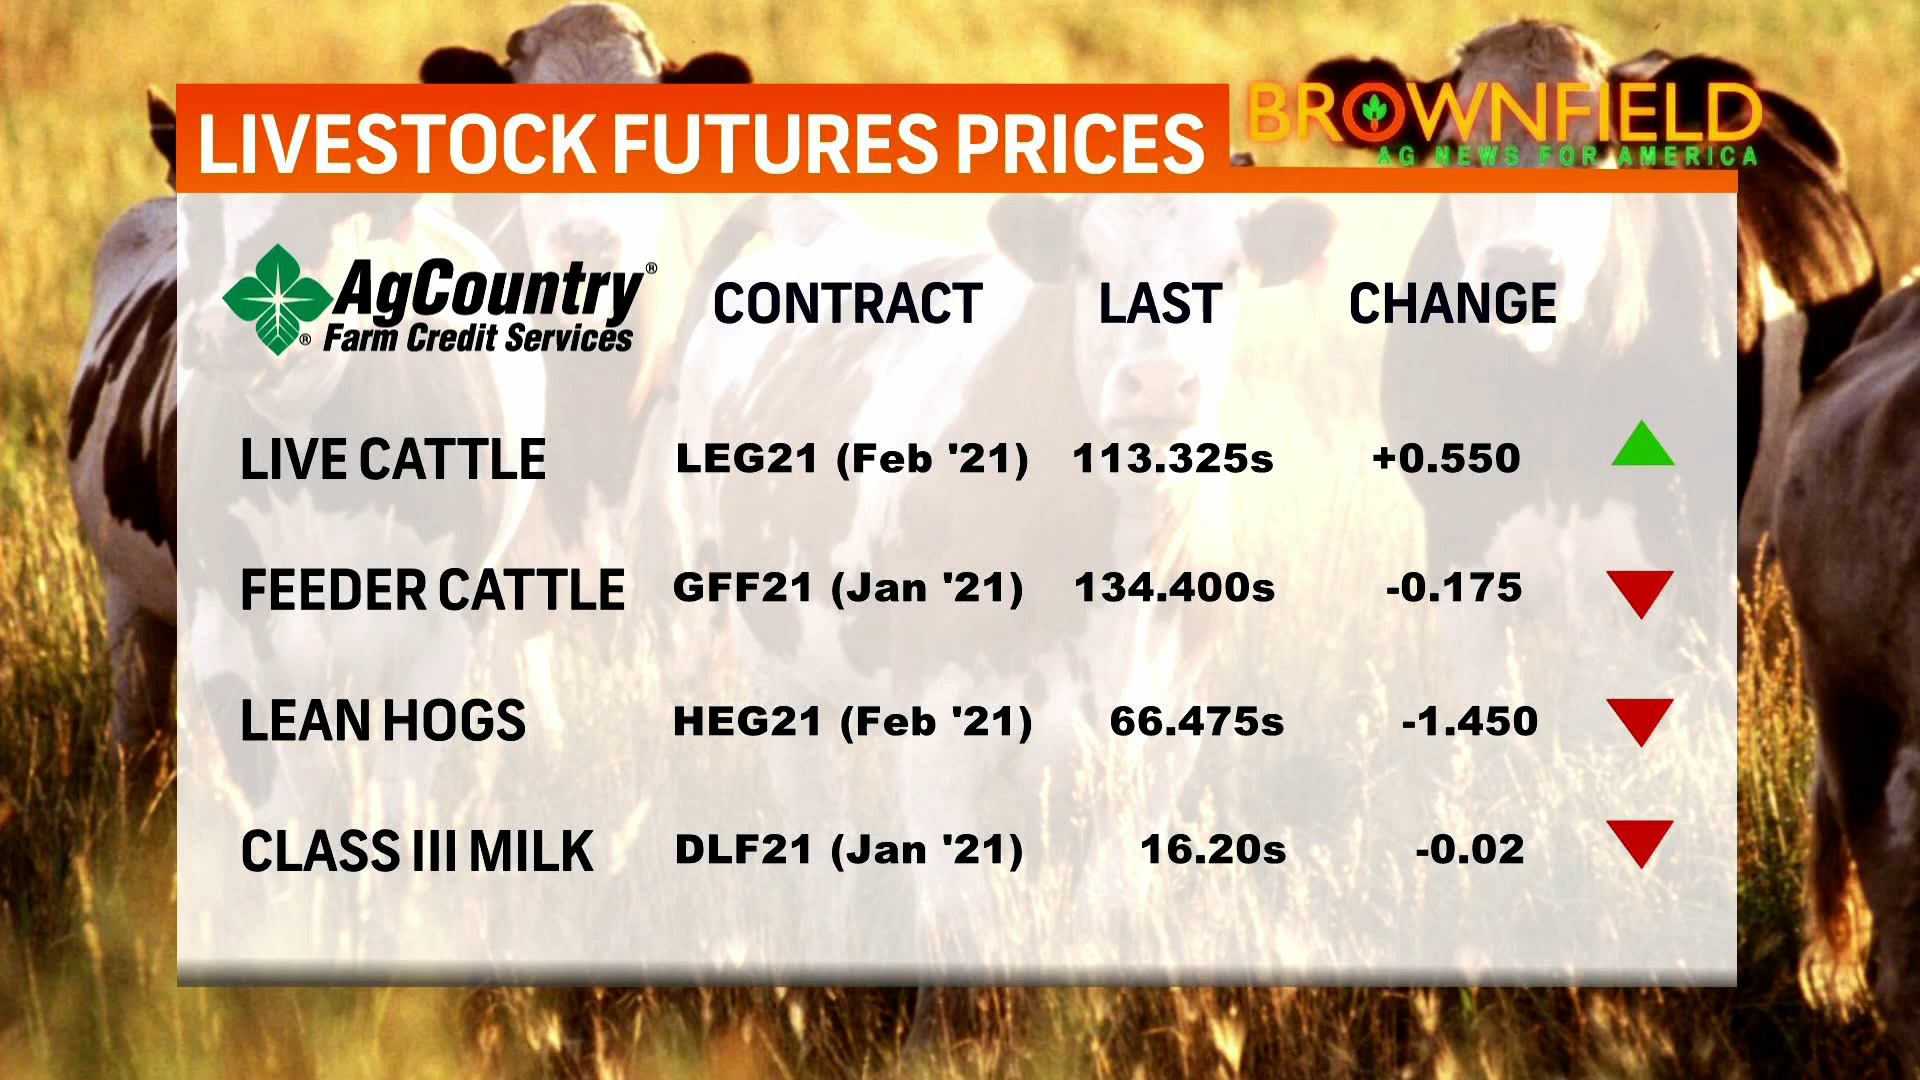 LIVESTOCK FUTURES PRICES
BROWNFIELD
AG NEWS FOR AMERICA
AgCountry®
® Farm Credit Services
CONTRACT LAST CHANGE
LIVE CATTLE LEG21 (Feb '21) 113.325s +0.550
FEEDER CATTLE GFF21 (Jan '21) 134.400s -0.175
LEAN HOGS HEG21 (Feb '21) 66.475s -1.450
CLASS III MILK DLF21 (Jan '21) 16.20s -0.02